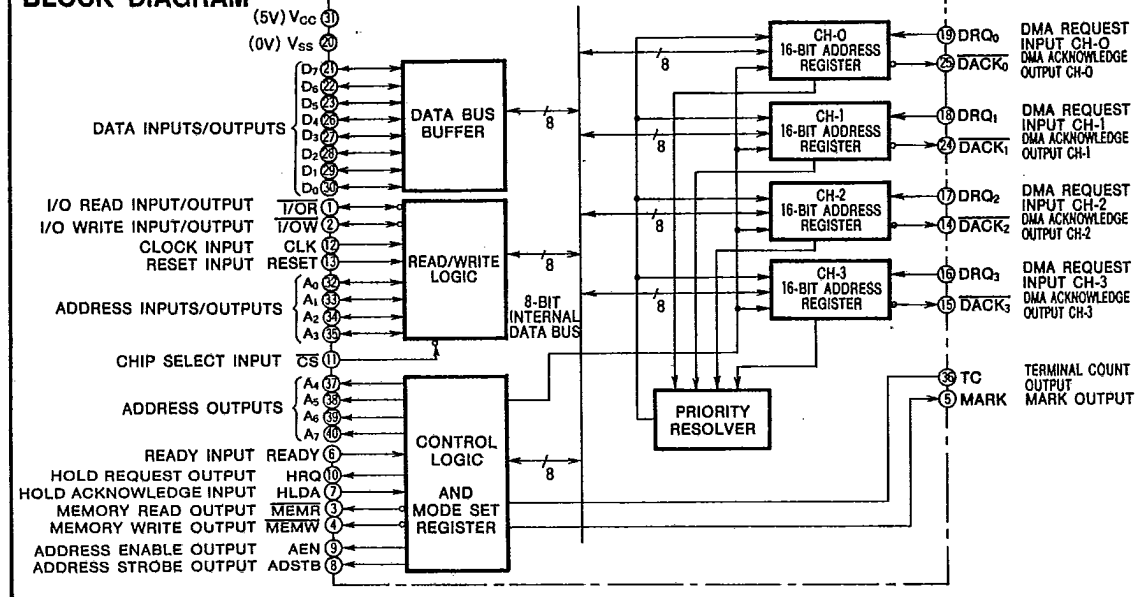 BLOCK DIAGRAM
(5V) VCC 31
(0V) VSS 20
DATA INPUTS/OUTPUTS
D7 21
D6 22
D5 23
D4 26
D3 27
D2 28
D1 29
D0 30
DATA BUS
BUFFER
8
I/O READ INPUT/OUTPUT I/OR 1
I/O WRITE INPUT/OUTPUT I/OW 2
CLOCK INPUT CLK 12
RESET INPUT RESET 13
ADDRESS INPUTS/OUTPUTS
A0 32
A1 33
A2 34
A3 35
READ/WRITE
LOGIC
8
8-BIT
INTERNAL
DATA BUS
CHIP SELECT INPUT CS 11
ADDRESS OUTPUTS
A4 37
A5 38
A6 39
A7 40
READY INPUT READY 6
HOLD REQUEST OUTPUT HRQ 10
HOLD ACKNOWLEDGE INPUT HLDA 7
MEMORY READ OUTPUT MEMR 3
MEMORY WRITE OUTPUT MEMW 4
ADDRESS ENABLE OUTPUT AEN 9
ADDRESS STROBE OUTPUT ADSTB 8
CONTROL
LOGIC
AND
MODE SET
REGISTER
8
8
CH-0
16-BIT ADDRESS
REGISTER
19 DRQ0 DMA REQUEST
INPUT CH-0
25 DACK0 DMA ACKNOWLEDGE
OUTPUT CH-0
8
CH-1
16-BIT ADDRESS
REGISTER
18 DRQ1 DMA REQUEST
INPUT CH-1
24 DACK1 DMA ACKNOWLEDGE
OUTPUT CH-1
8
CH-2
16-BIT ADDRESS
REGISTER
17 DRQ2 DMA REQUEST
INPUT CH-2
14 DACK2 DMA ACKNOWLEDGE
OUTPUT CH-2
8
CH-3
16-BIT ADDRESS
REGISTER
16 DRQ3 DMA REQUEST
INPUT CH-3
15 DACK3 DMA ACKNOWLEDGE
OUTPUT CH-3
PRIORITY
RESOLVER
36 TC TERMINAL COUNT
OUTPUT
5 MARK MARK OUTPUT